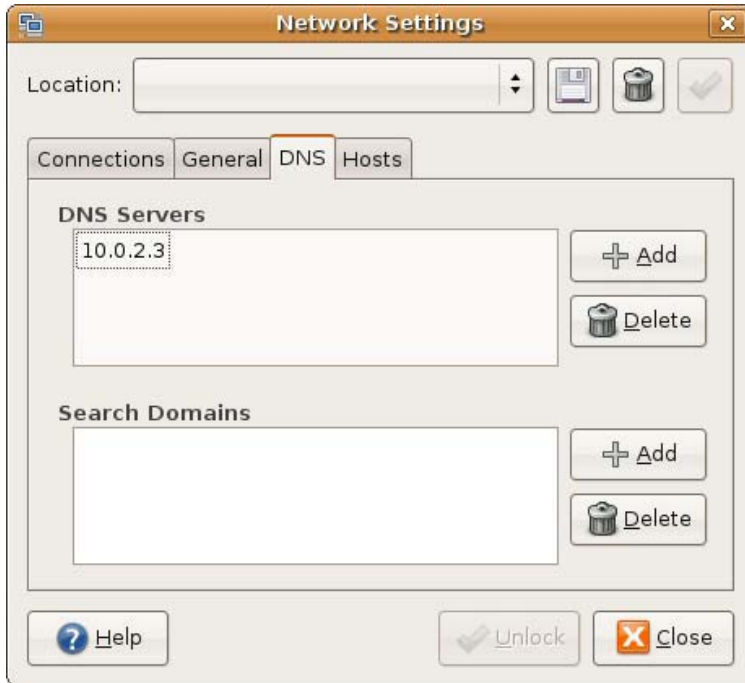 Network Settings
Location:
Connections General DNS Hosts
DNS Servers
10.0.2.3
Add
Delete
Search Domains
Add
Delete
Help Unlock Close